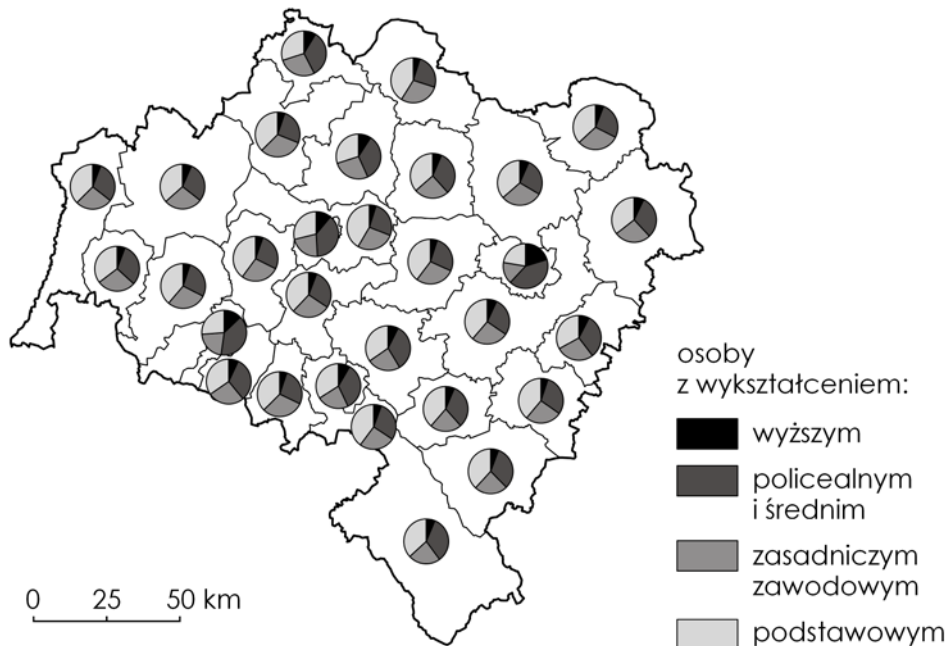 osoby
z wykształceniem:
wyższym
policealnym
i średnim
zasadniczym
zawodowym
podstawowym
0 25 50 km